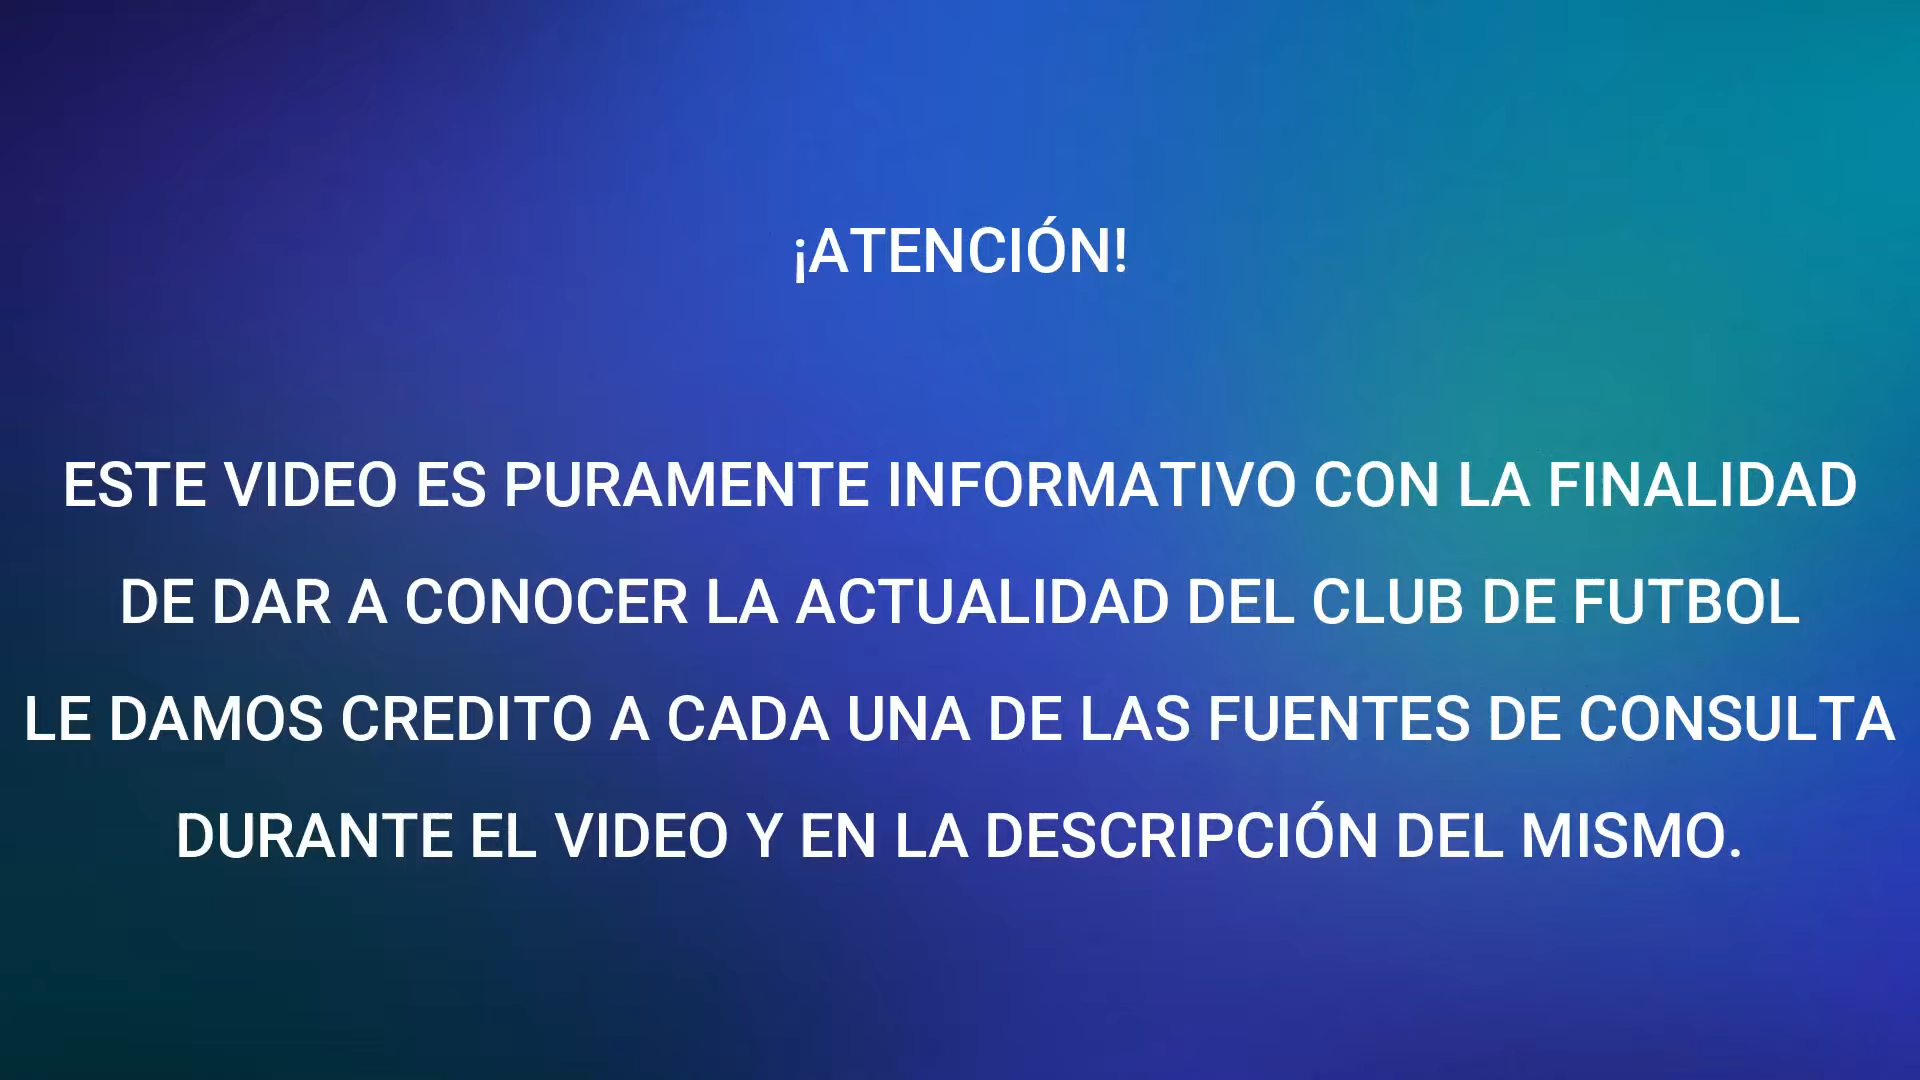 ¡ATENCIÓN!
ESTE VIDEO ES PURAMENTE INFORMATIVO CON LA FINALIDAD
DE DAR A CONOCER LA ACTUALIDAD DEL CLUB DE FUTBOL
LE DAMOS CREDITO A CADA UNA DE LAS FUENTES DE CONSULTA
DURANTE EL VIDEO Y EN LA DESCRIPCIÓN DEL MISMO.